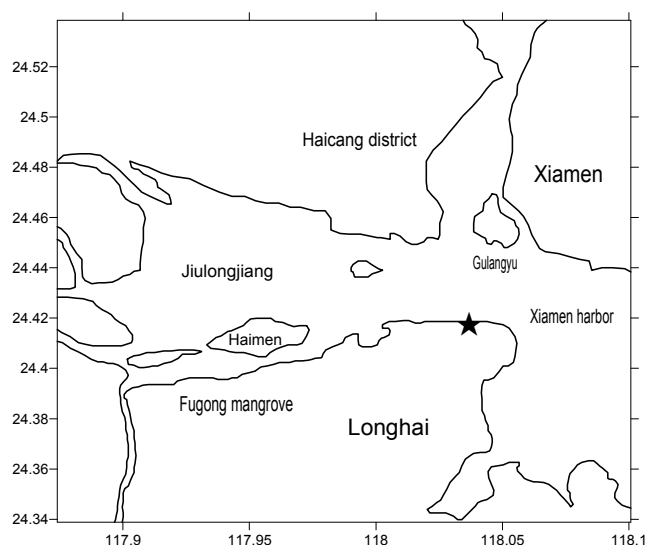 24.52
24.5
Haicang district
24.48
Xiamen
24.46
Gulangyu
24.44
Jiulongjiang
24.42
Xiamen harbor
Haimen
24.4
Fugong mangrove
24.38
Longhai
24.36
24.34
117.9 117.95 118 118.05 118.1